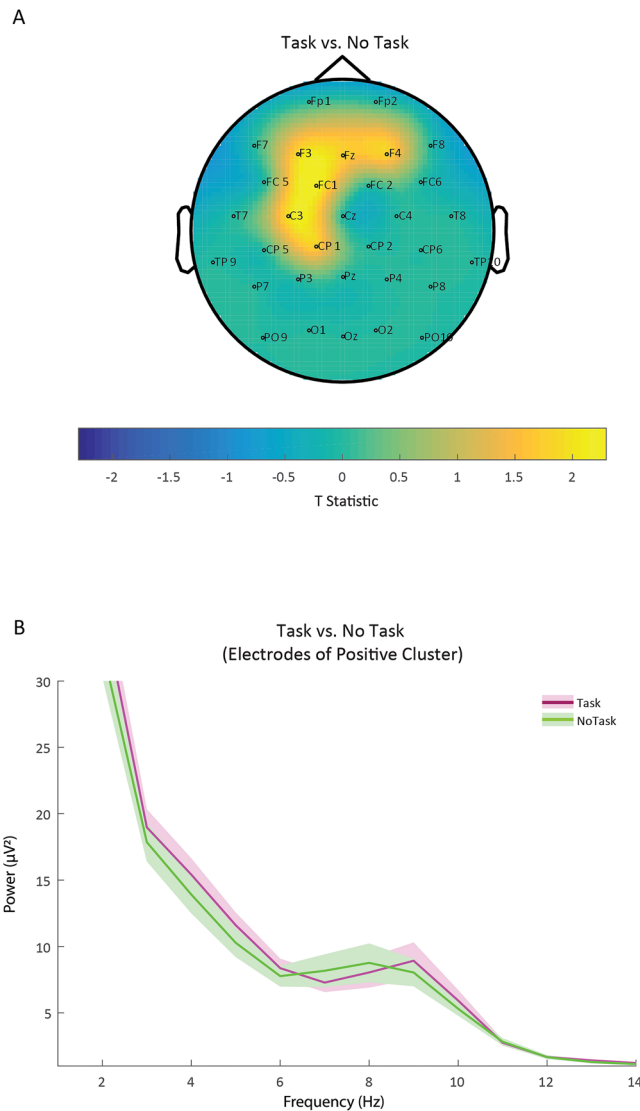 A
Task vs. No Task
Fp1 Fp2
F7 F3 Fz F4 F8
FC 5 FC1 FC 2 FC6
T7 C3 Cz C4 T8
CP 5 CP 1 CP 2 CP6
TP 9 TP10
P7 P3 Pz P4 P8
PO9 O1 Oz O2 PO10
-2 -1.5 -1 -0.5 0 0.5 1 1.5 2
T Statistic
B
Task vs. No Task
(Electrodes of Positive Cluster)
Task
NoTask
30
25
20
15
10
5
Power (µV²)
2 4 6 8 10 12 14
Frequency (Hz)